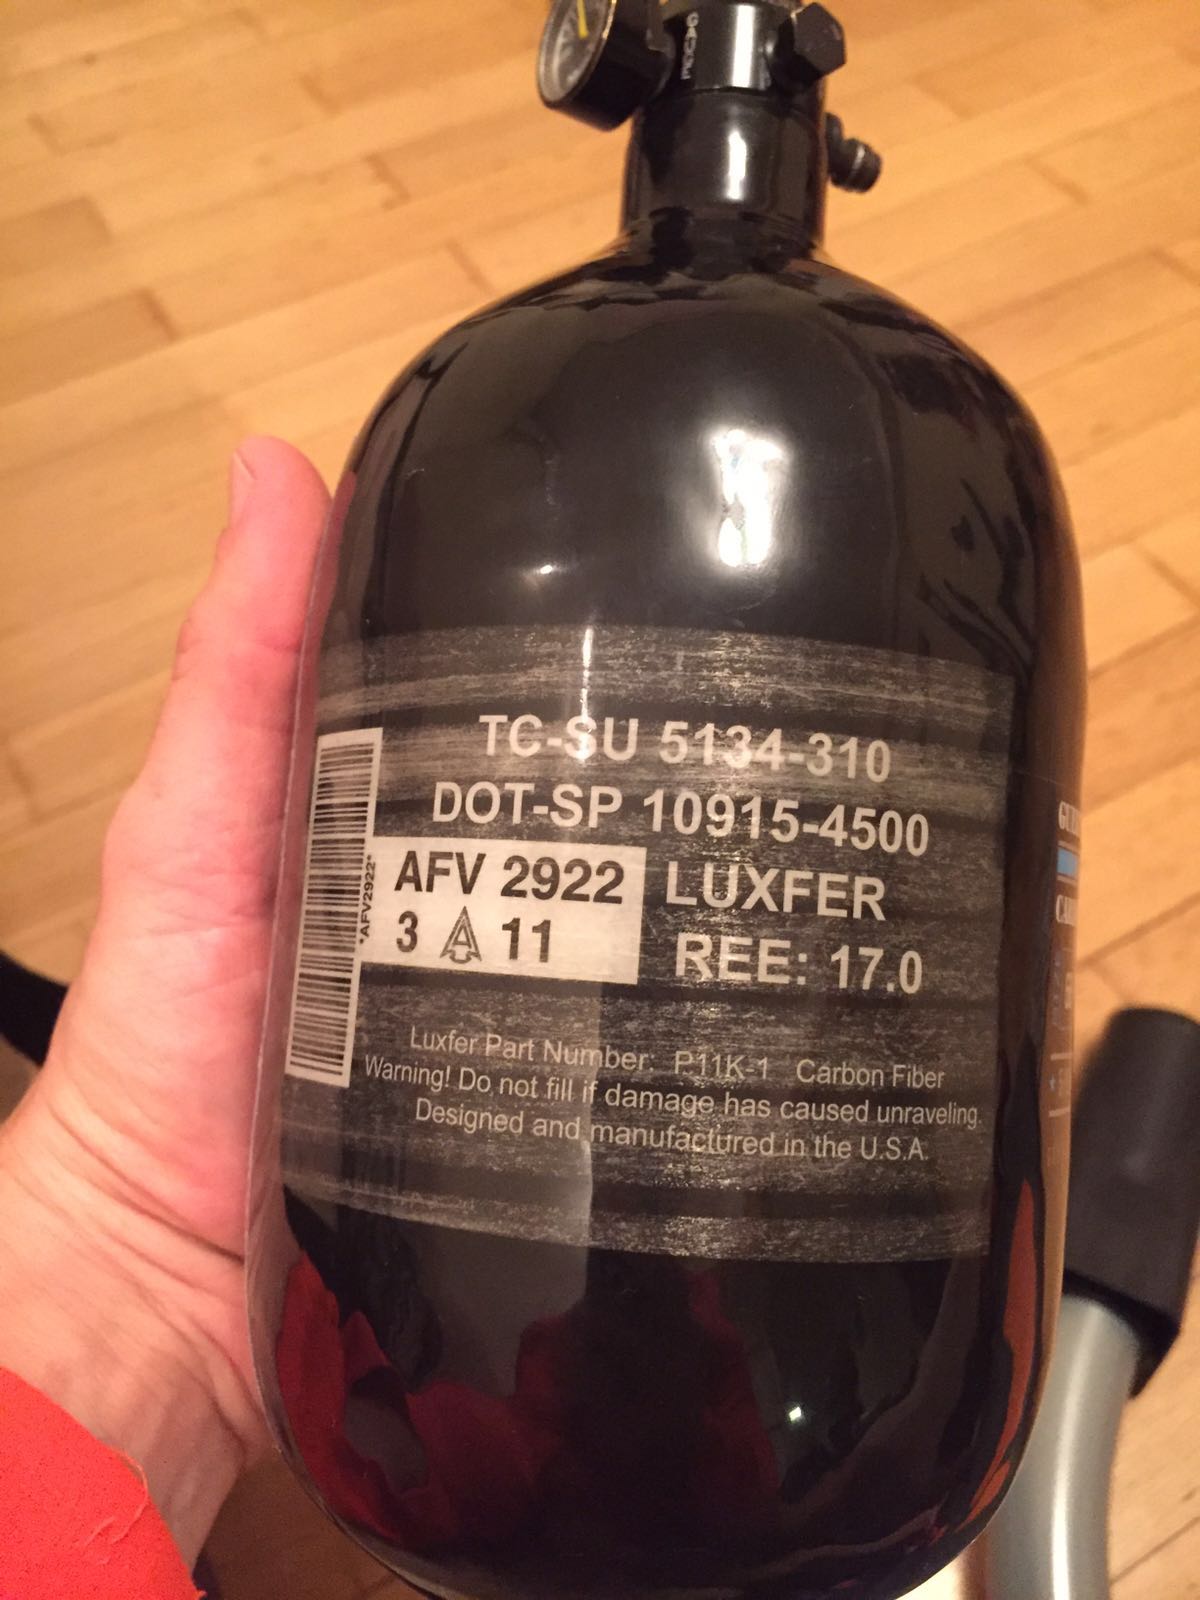 TC-SU 5134-310
DOT-SP 10915-4500
AFV 2922 LUXFER
3 A 11 REE: 17.0
*AFV2922*
Luxfer Part Number: P11K-1 Carbon Fiber
Warning! Do not fill if damage has caused unraveling.
Designed and manufactured in the U.S.A.